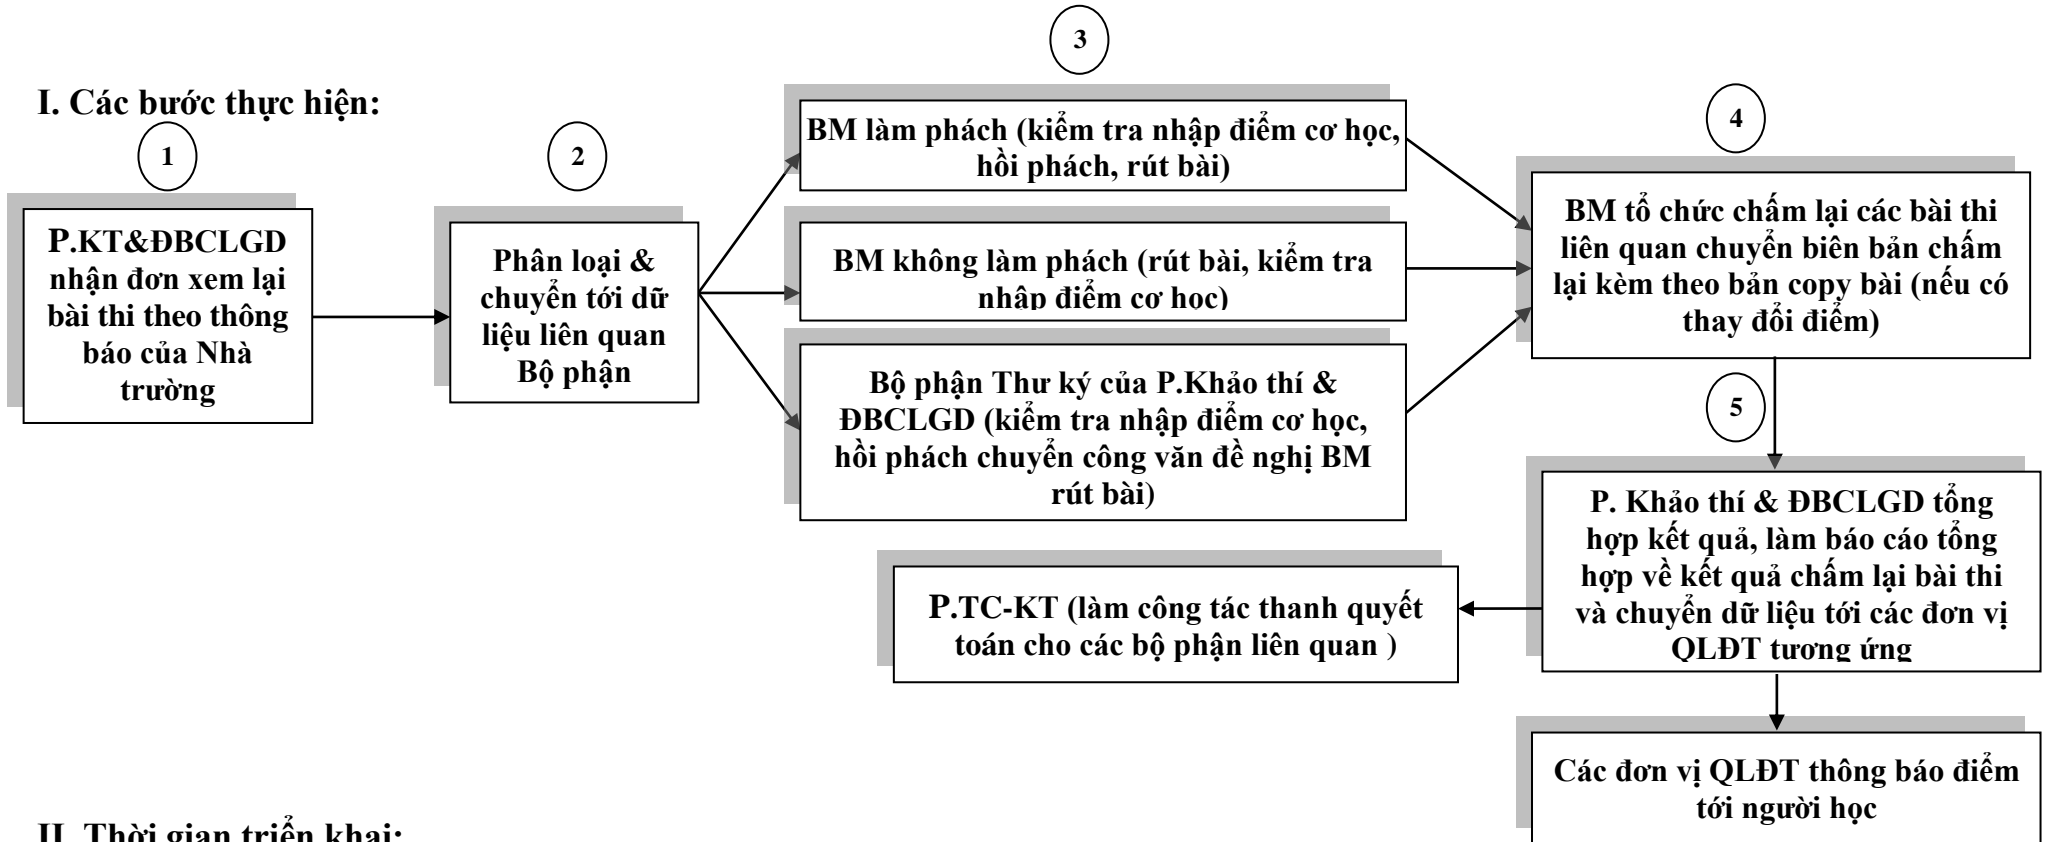 I. Các bước thực hiện:
1
P.KT&ĐBCLGD
nhận đơn xem lại
bài thi theo thông
báo của Nhà
trường
2
Phân loại &
chuyển tới dữ
liệu liên quan
Bộ phận
3
BM làm phách (kiểm tra nhập điểm cơ học,
hồi phách, rút bài)
BM không làm phách (rút bài, kiểm tra
nhập điểm cơ học)
Bộ phận Thư ký của P.Khảo thí &
ĐBCLGD (kiểm tra nhập điểm cơ học,
hồi phách chuyển công văn đề nghị BM
rút bài)
4
BM tổ chức chấm lại các bài thi
liên quan chuyển biên bản chấm
lại kèm theo bản copy bài (nếu có
thay đổi điểm)
5
P. Khảo thí & ĐBCLGD tổng
hợp kết quả, làm báo cáo tổng
hợp về kết quả chấm lại bài thi
và chuyển dữ liệu tới các đơn vị
QLĐT tương ứng
P.TC-KT (làm công tác thanh quyết
toán cho các bộ phận liên quan )
Các đơn vị QLĐT thông báo điểm
tới người học
II. Thời gian triển khai: